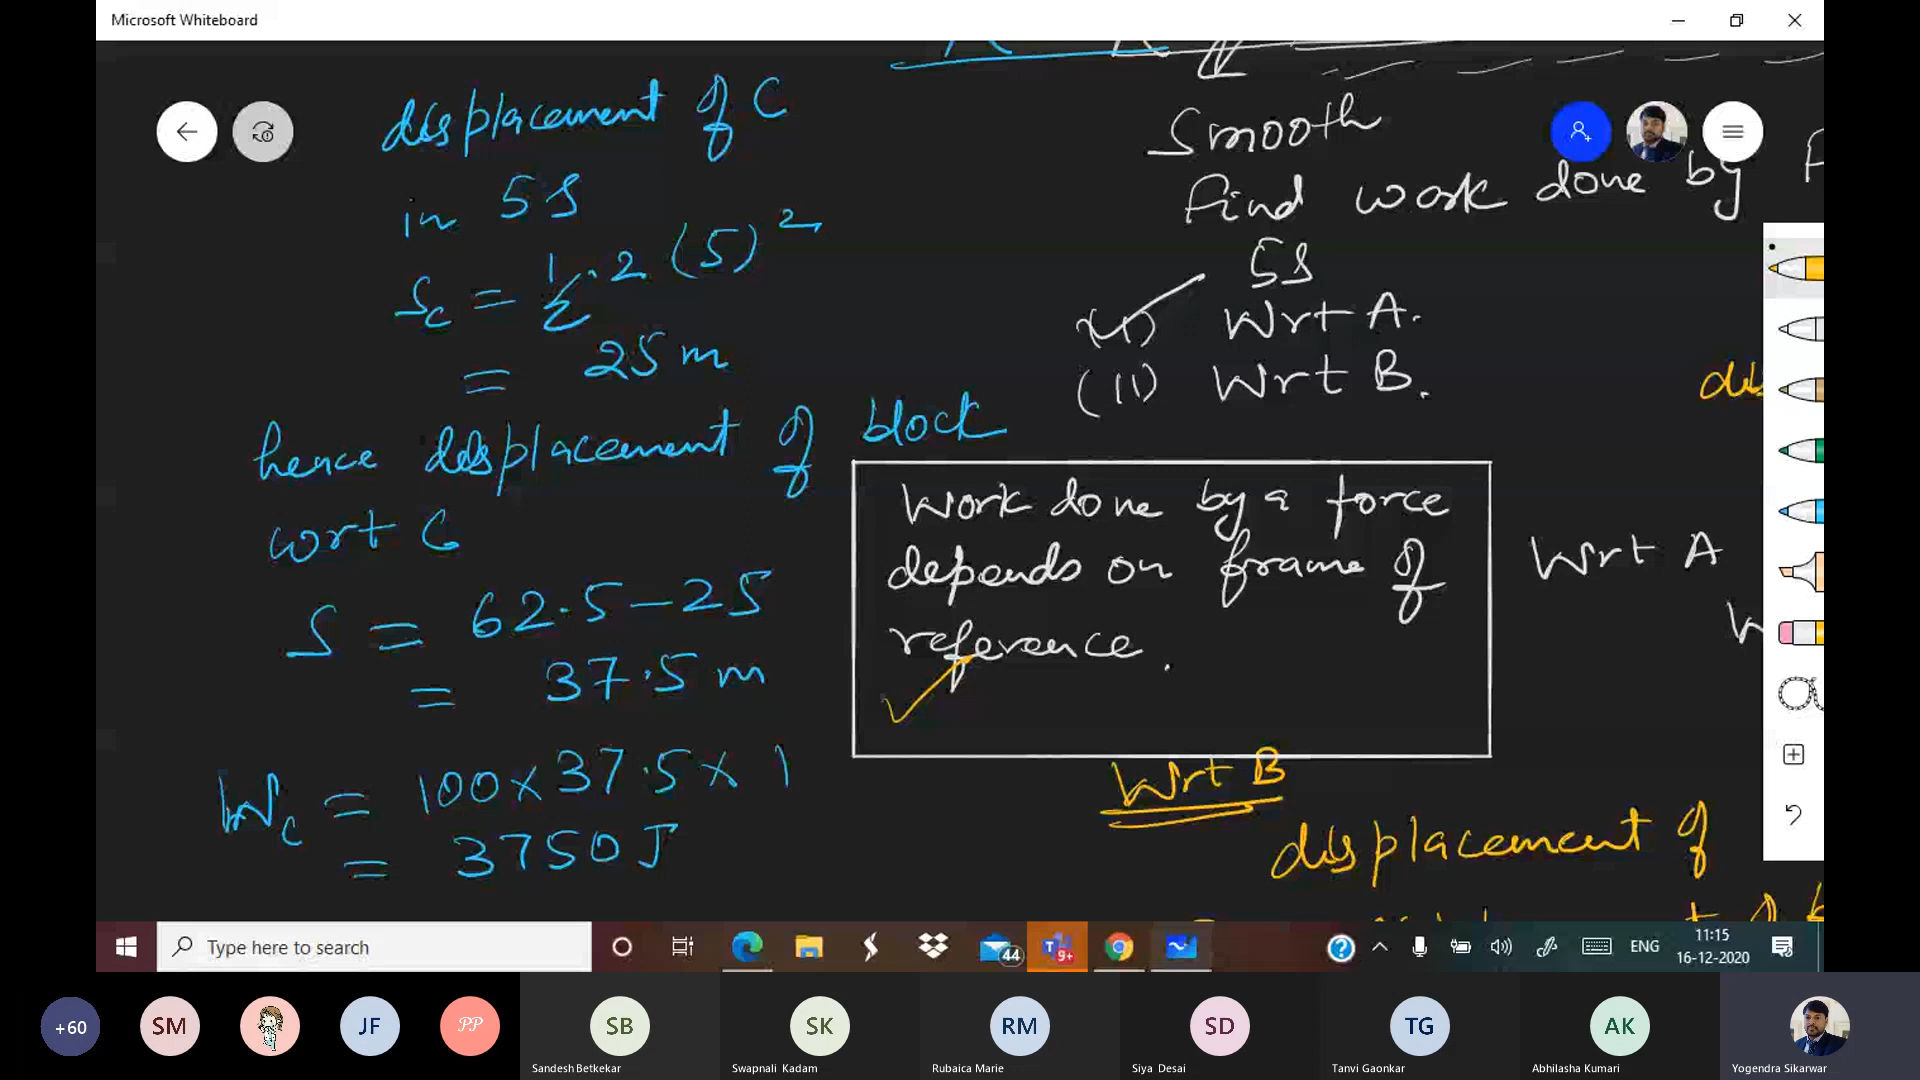 Microsoft Whiteboard
displacement of C
in 5s
Sc = 1/2 . 2 (5)²
= 25 m
hence displacement of block
wrt C
S = 62.5 - 25
= 37.5 m
Wc = 100 × 37.5 × 1
= 3750 J
Smooth
Find work done by F
5s
(i) Wrt A.
(ii) Wrt B.
Work done by a force
depends on frame of
reference.
Wrt A
W
dis
Wrt B
displacement of
Type here to search
44
9+
ENG
11:15
16-12-2020
+60
SM
JF
PP
SB
Sandesh Betkekar
SK
Swapnali Kadam
RM
Rubaica Marie
SD
Siya Desai
TG
Tanvi Gaonkar
AK
Abhilasha Kumari
Yogendra Sikarwar